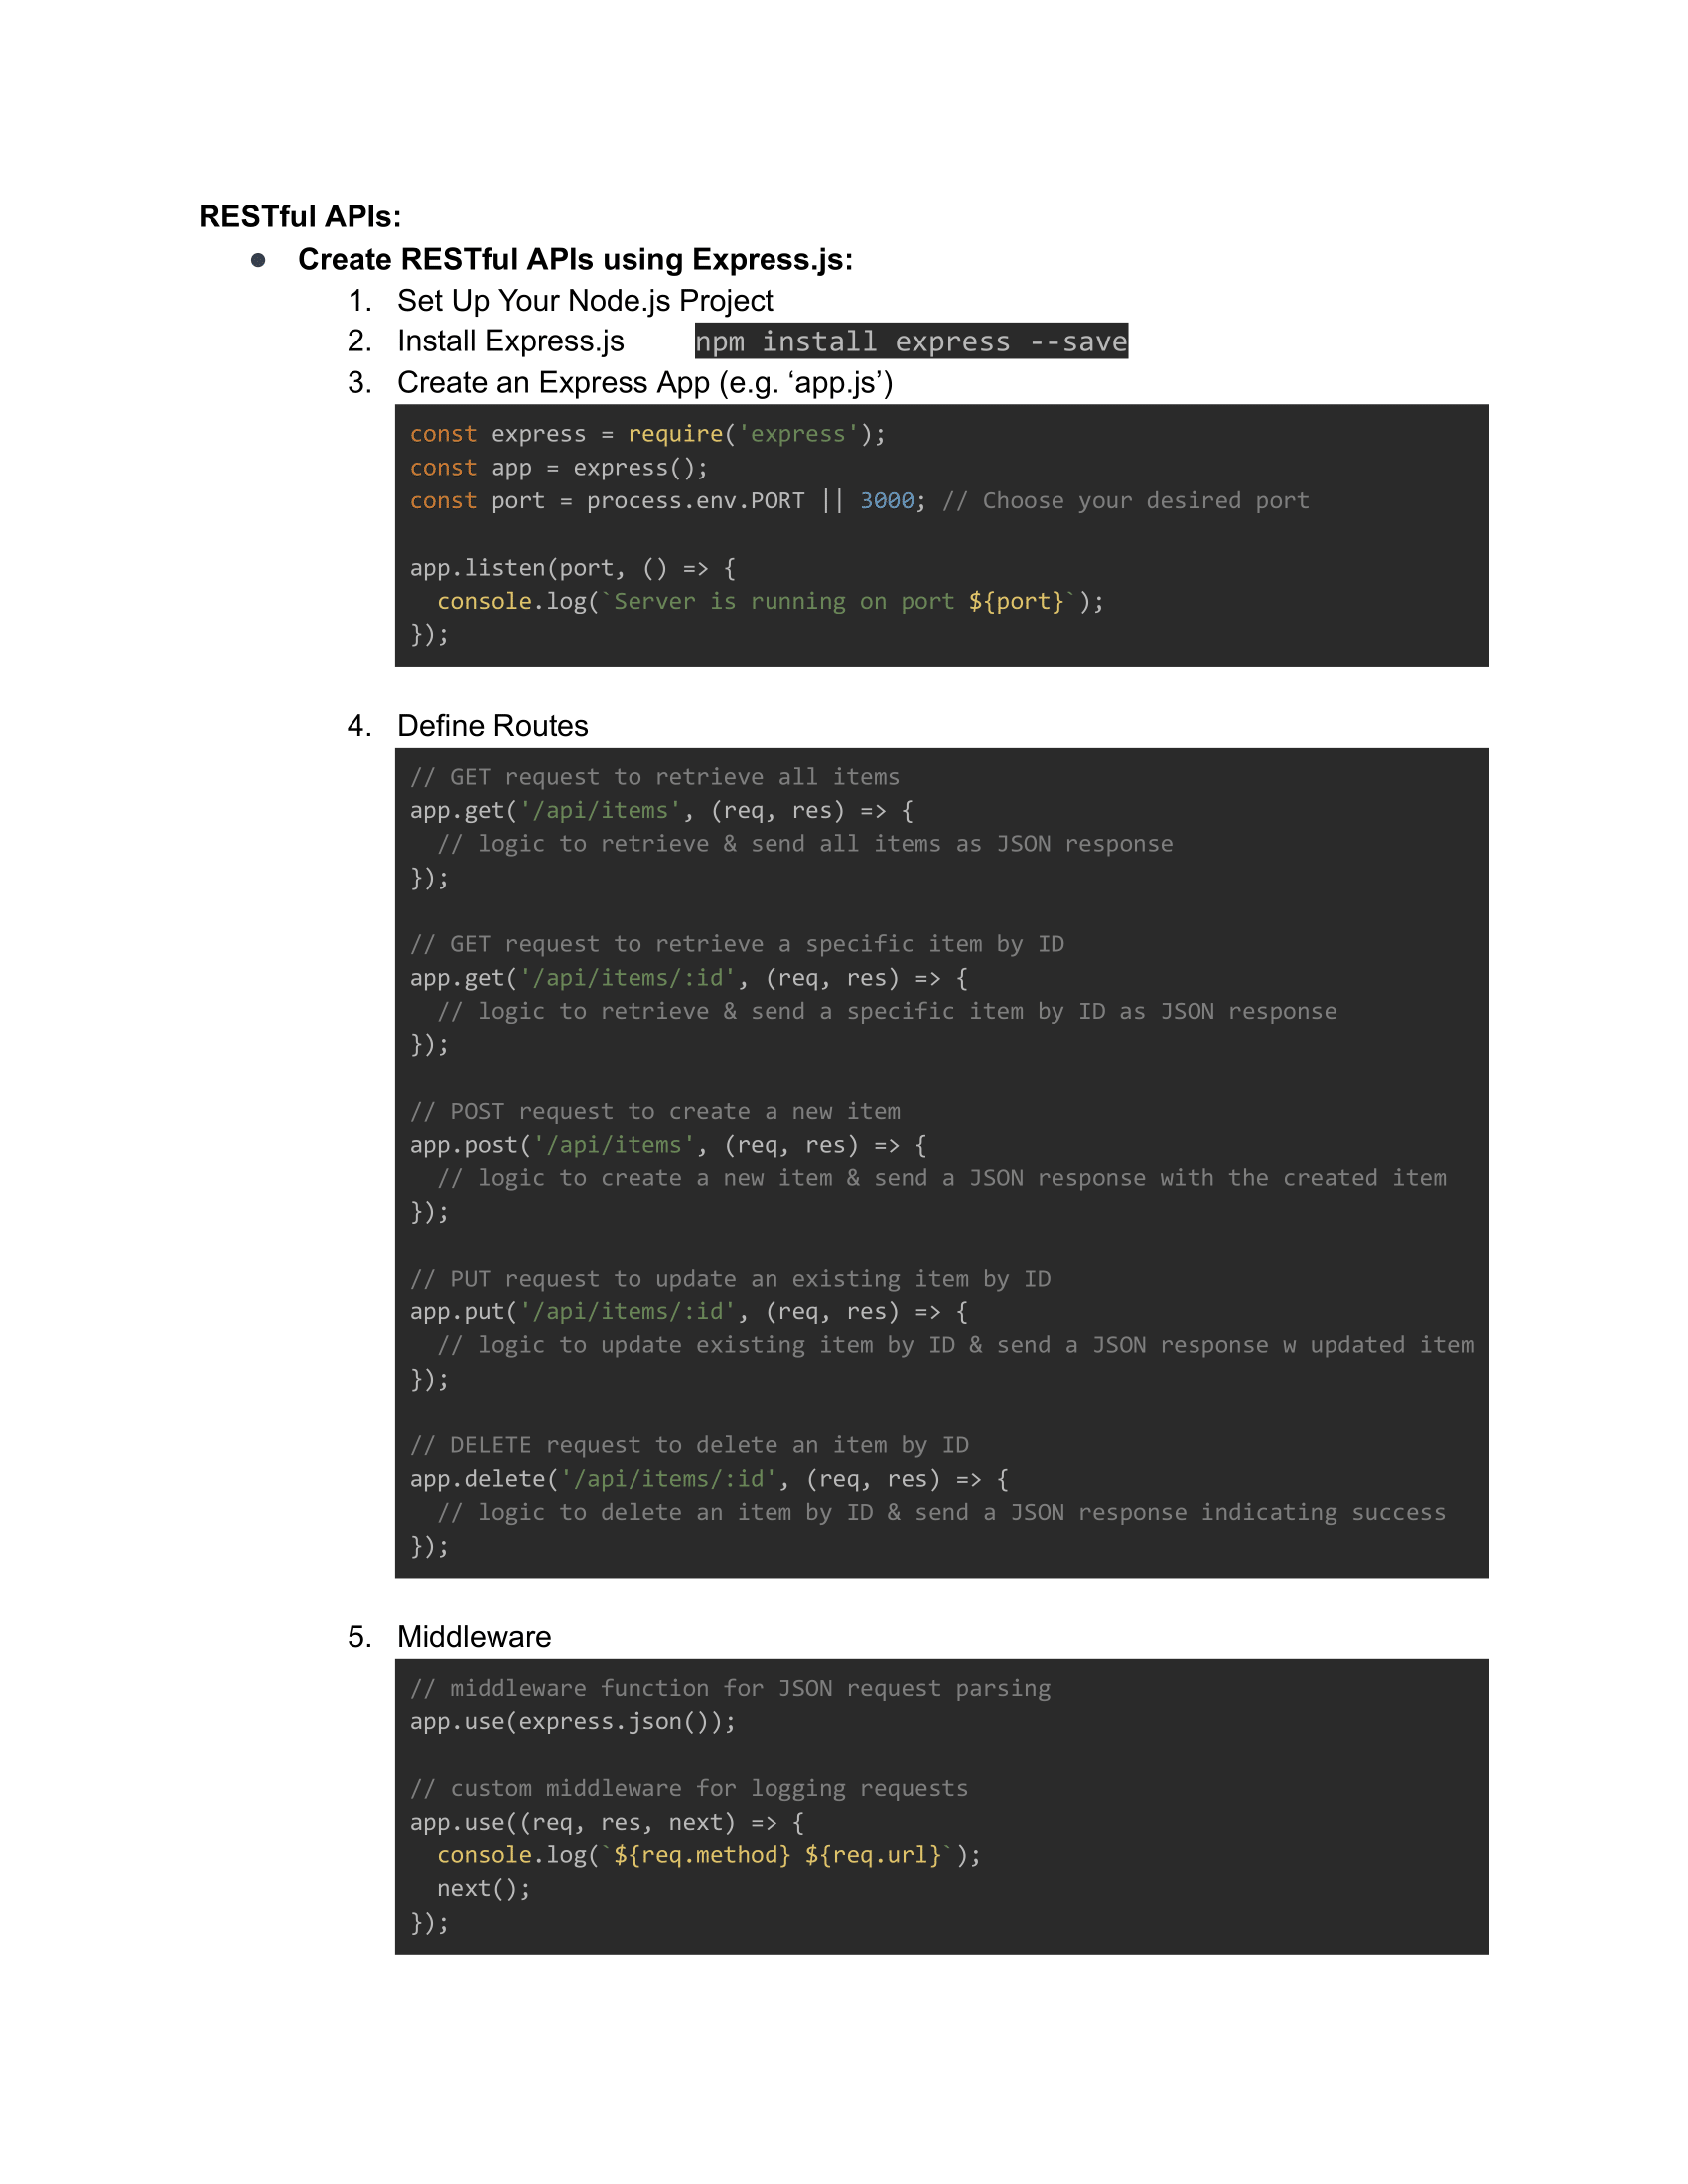 RESTful APIs:
● Create RESTful APIs using Express.js:
1. Set Up Your Node.js Project
2. Install Express.js npm install express --save
3. Create an Express App (e.g. ‘app.js’)
const express = require('express');
const app = express();
const port = process.env.PORT || 3000; // Choose your desired port
app.listen(port, () => {
  console.log(`Server is running on port ${port}`);
});
4. Define Routes
// GET request to retrieve all items
app.get('/api/items', (req, res) => {
  // logic to retrieve & send all items as JSON response
});
// GET request to retrieve a specific item by ID
app.get('/api/items/:id', (req, res) => {
  // logic to retrieve & send a specific item by ID as JSON response
});
// POST request to create a new item
app.post('/api/items', (req, res) => {
  // logic to create a new item & send a JSON response with the created item
});
// PUT request to update an existing item by ID
app.put('/api/items/:id', (req, res) => {
  // logic to update existing item by ID & send a JSON response w updated item
});
// DELETE request to delete an item by ID
app.delete('/api/items/:id', (req, res) => {
  // logic to delete an item by ID & send a JSON response indicating success
});
5. Middleware
// middleware function for JSON request parsing
app.use(express.json());
// custom middleware for logging requests
app.use((req, res, next) => {
  console.log(`${req.method} ${req.url}`);
  next();
});